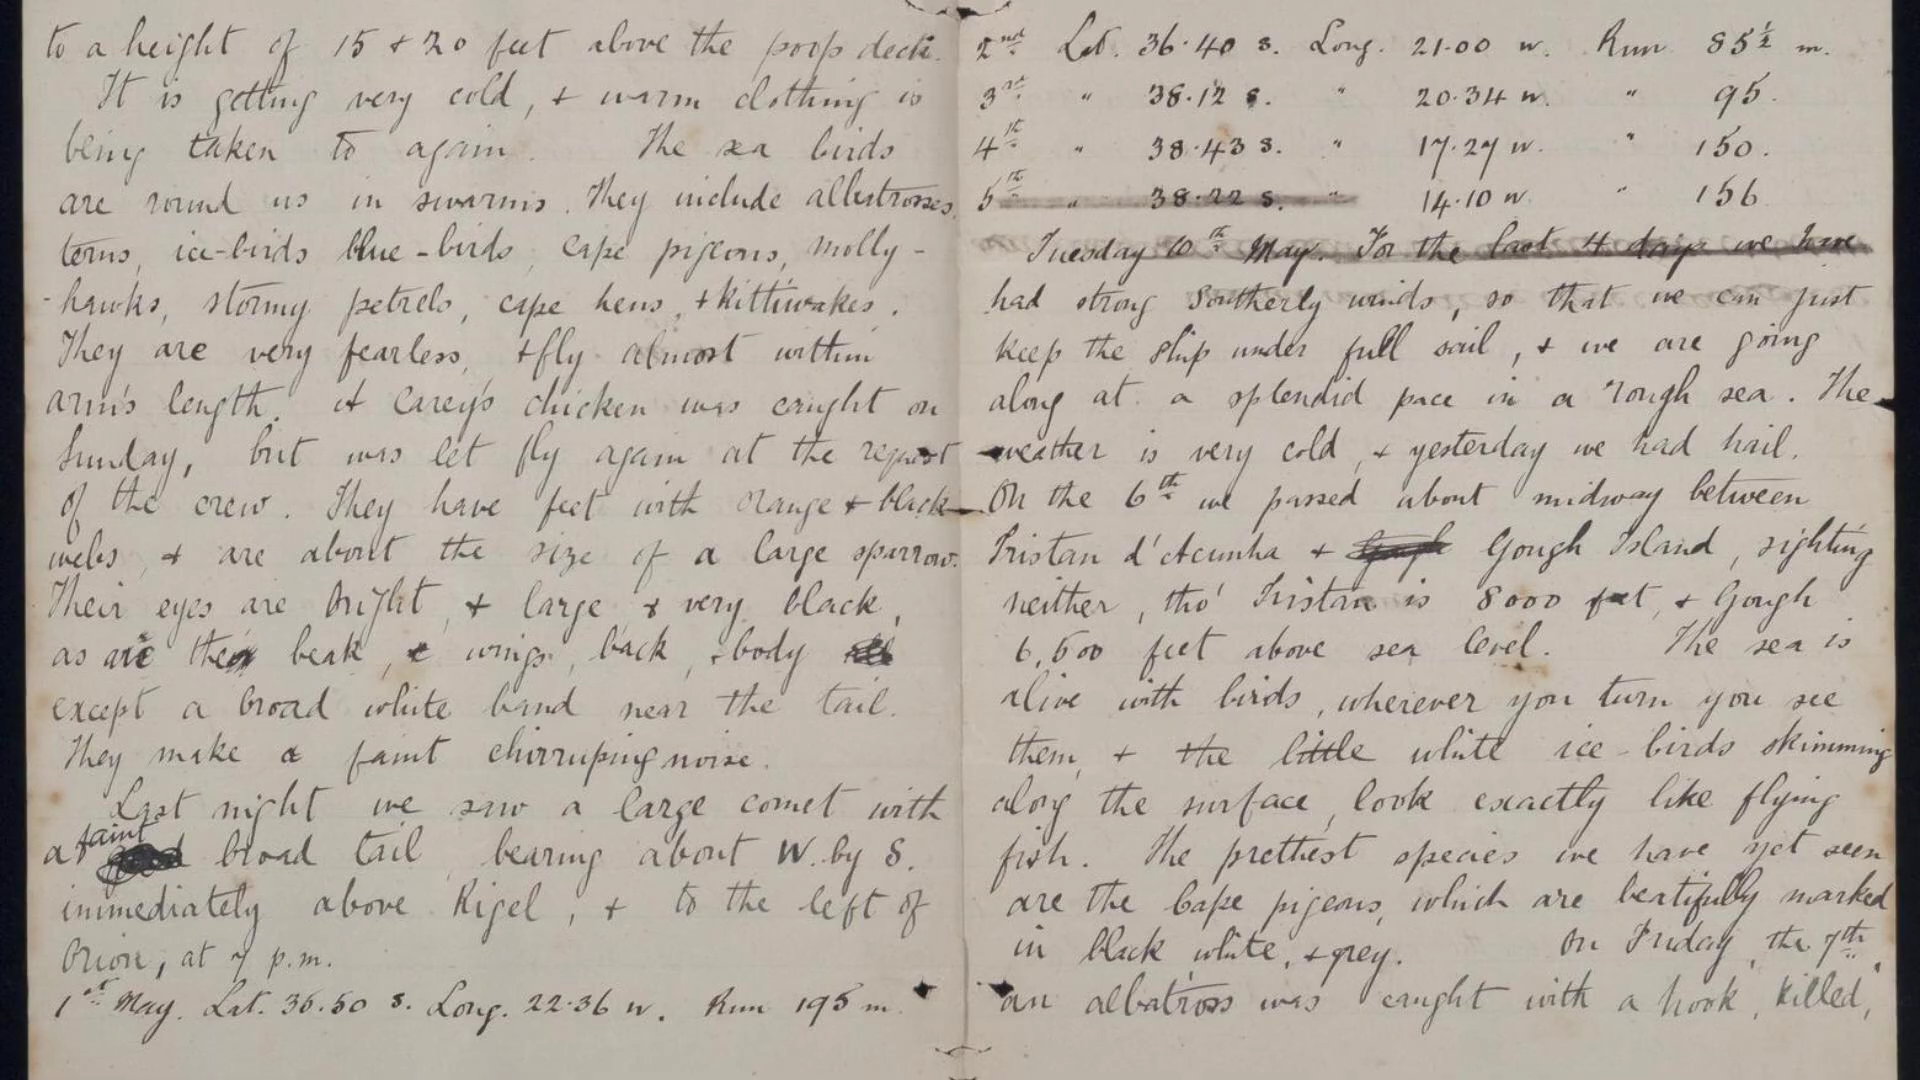 to a height of 15 & 20 feet above the poop deck.
It is getting very cold, & warm clothing is
being taken to again. The sea birds
are round us in swarms. They include albatrosses,
terns, ice-birds blue-birds, cape pigeons, molly-
-hawks, stormy petrels, cape hens, & kittiwakes.
They are very fearless, & fly almost within
arm's length. A Carey's chicken was caught on
Sunday, but was let fly again at the request
of the crew. They have feet with orange & black
webs, & are about the size of a large sparrow.
Their eyes are bright, & large & very black,
as are their beak, wings, back, & body
except a broad white band near the tail.
They make a faint chirruping noise.
Last night we saw a large comet with
a faint broad tail, bearing about W. by S.
immediately above Rigel, & to the left of
Orion, at 7 p.m.
1st May. Lat. 35.50 S. Long. 22.36 W. Run 195 m.
2nd Lat. 36.40 S. Long. 21.00 W. Run 85½ m.
3rd " 38.12 S. " 20.34 W. " 95.
4th " 38.43 S. " 17.27 W. " 150.
5th " 38.22 S. " 14.10 W. " 156
Tuesday 10th May. For the last 4 days we have
had strong Southerly winds, so that we can just
keep the ship under full sail, & we are going
along at a splendid pace in a rough sea. The
weather is very cold, & yesterday we had hail.
On the 6th we passed about midway between
Tristan d'Acunha & Gough Island, sighting
neither, tho' Tristan is 8000 feet, & Gough
6,500 feet above sea level. The sea is
alive with birds, wherever you turn you see
them, & the little white ice-birds skimming
along the surface, look exactly like flying
fish. The prettiest species we have yet seen
are the Cape pigeons, which are beatifully marked
in black white, & grey. On Friday, the 7th,
an albatross was caught with a hook, killed,